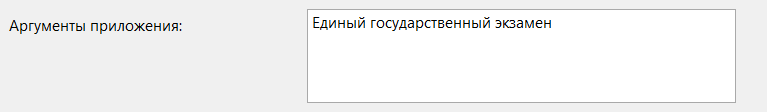 Аргументы приложения:
Единый государственный экзамен